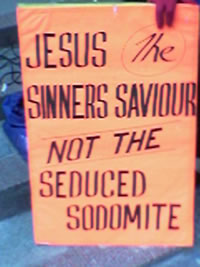 JESUS The
SINNERS SAVIOUR
NOT THE
SEDUCED
SODOMITE